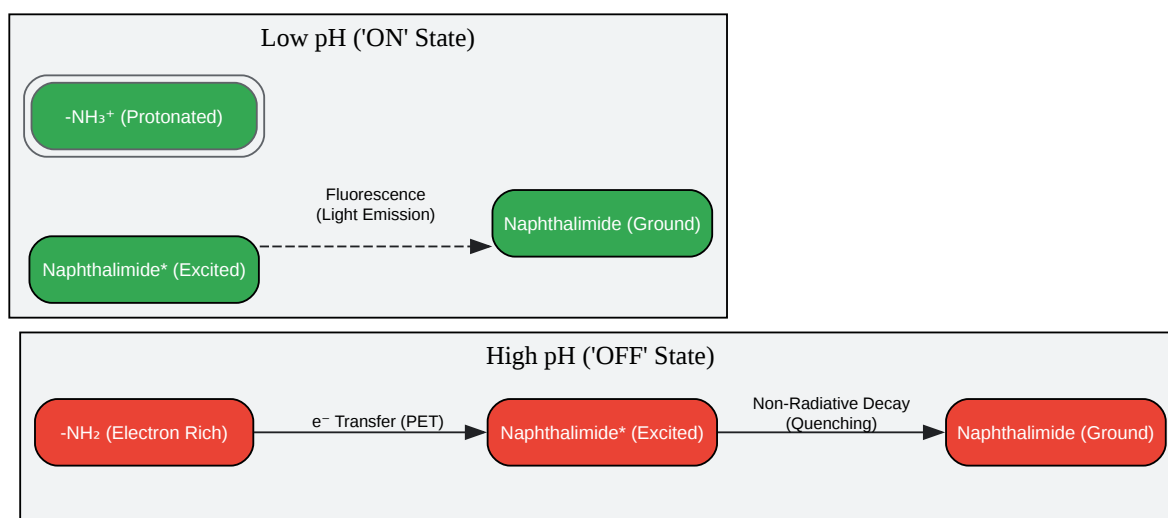 Low pH ('ON' State)
-NH₃⁺ (Protonated)
Fluorescence
(Light Emission)
Naphthalimide (Ground)
Naphthalimide* (Excited)
High pH ('OFF' State)
-NH₂ (Electron Rich)
e⁻ Transfer (PET)
Naphthalimide* (Excited)
Non-Radiative Decay
(Quenching)
Naphthalimide (Ground)